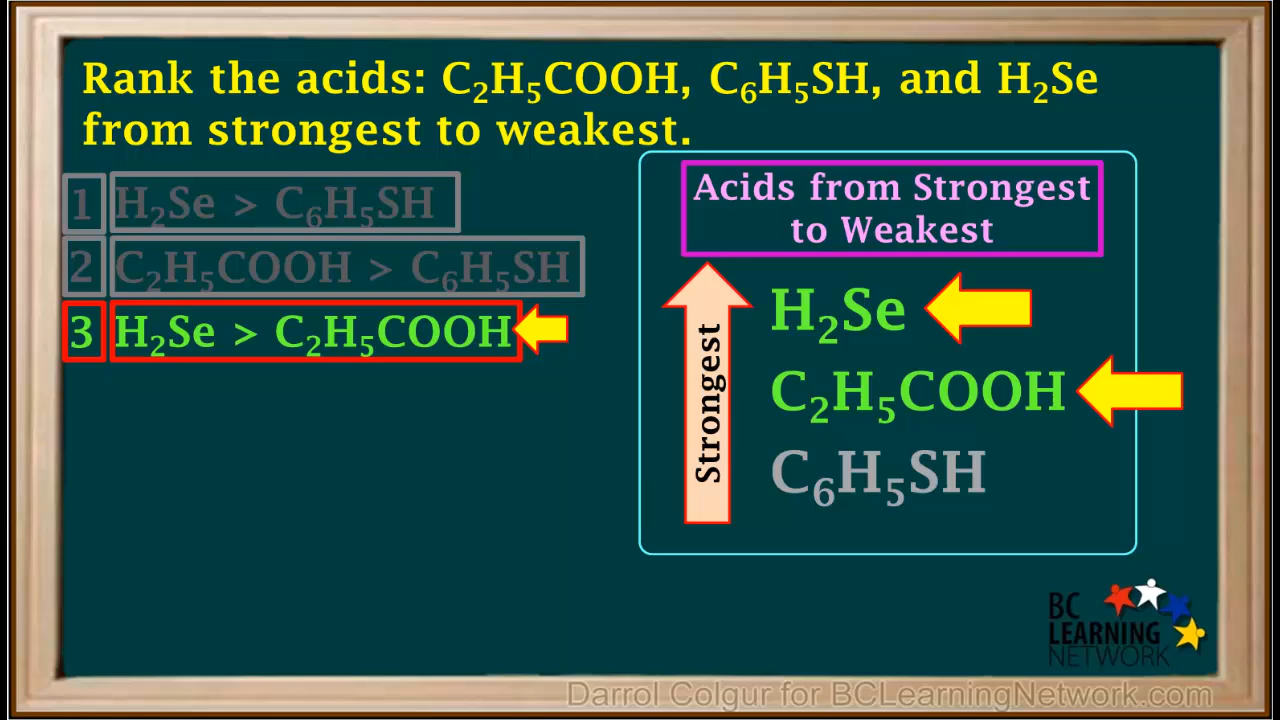 Rank the acids: C₂H₅COOH, C₆H₅SH, and H₂Se
from strongest to weakest.
1 H₂Se > C₆H₅SH
2 C₂H₅COOH > C₆H₅SH
3 H₂Se > C₂H₅COOH
Acids from Strongest
to Weakest
Strongest
H₂Se
C₂H₅COOH
C₆H₅SH
BC
LEARNING
NETWORK
Darrol Colgur for BCLearningNetwork.com